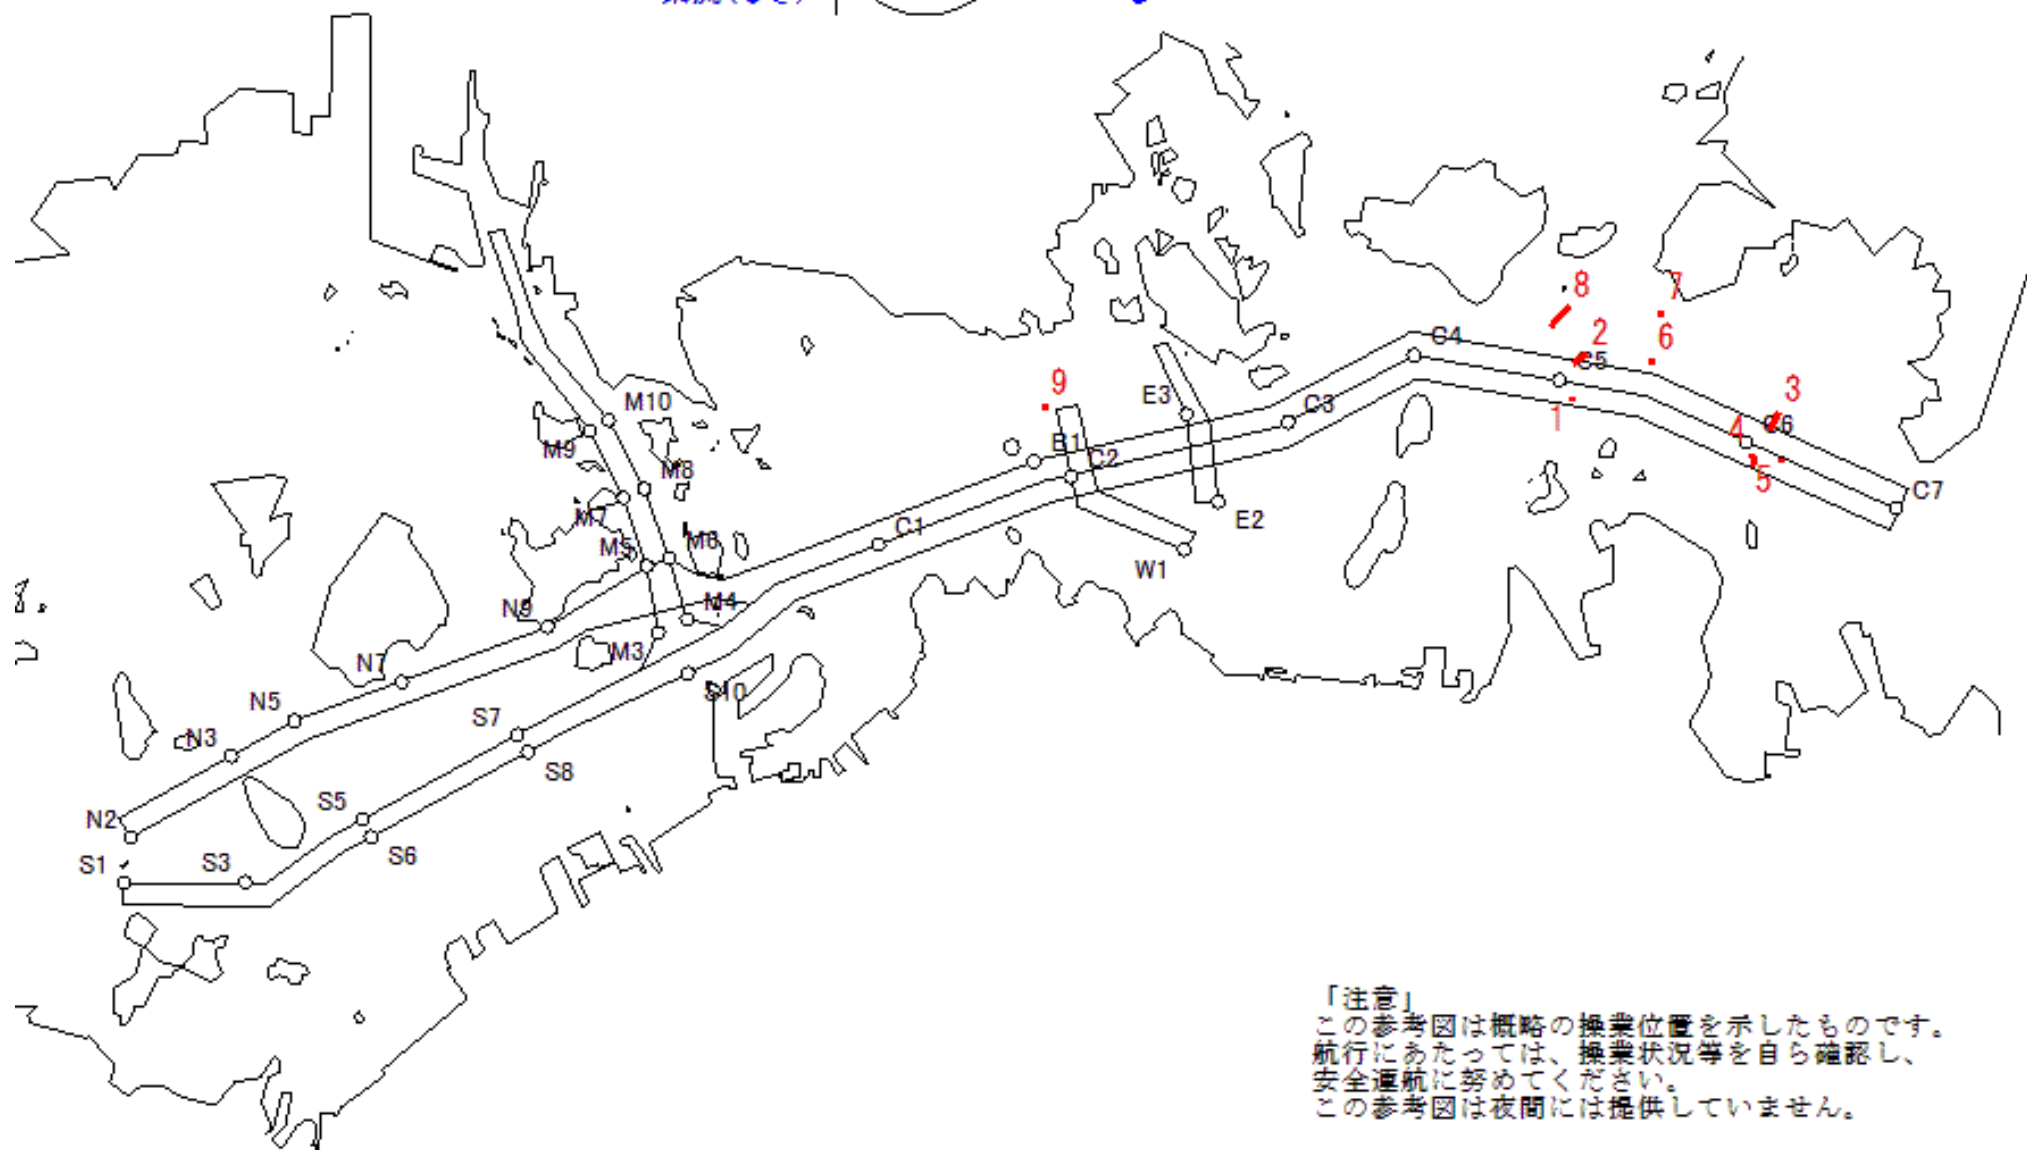 8
7
2
6
C4
C5
9
E3
1
3
M10
C3
C6
B1
4
M9
C2
M8
5
C7
M7
E2
C1
M5
M6
W1
N9
M4
M3
N7
S10
N5
S7
N3
S8
S5
N2
S6
S1
S3
「注意」
この参考図は概略の操業位置を示したものです。
航行にあたっては、操業状況等を自ら確認し、
安全運航に努めてください。
この参考図は夜間には提供していません。